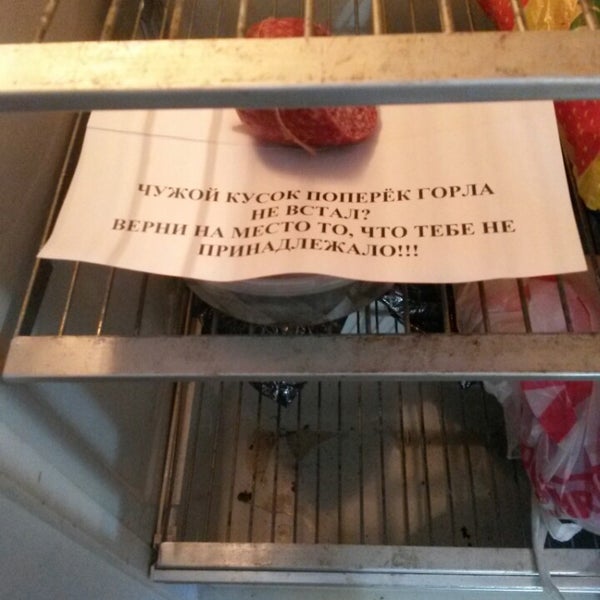 ЧУЖОЙ КУСОК ПОПЕРЁК ГОРЛА
НЕ ВСТАЛ?
ВЕРНИ НА МЕСТО ТО, ЧТО ТЕБЕ НЕ
ПРИНАДЛЕЖАЛО!!!